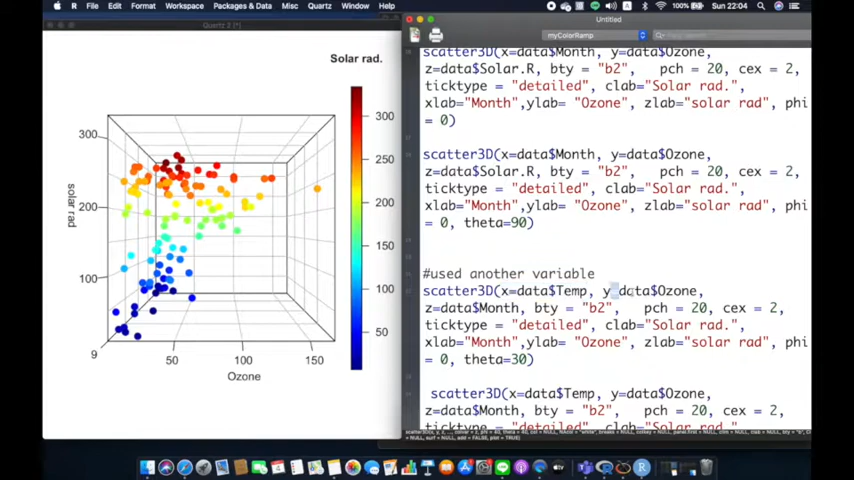 R File Edit Format Workspace Packages & Data Misc Quartz Window Help
100% Sun 22:04
Quartz 2 [*]
Untitled
myColorRamp
Solar rad.
300
250
200
150
100
50
300
200
100
solar rad
9
50
100
150
Ozone
scatter3D(x=data$Month, y=data$Ozone,
z=data$Solar.R, bty = "b2", pch = 20, cex = 2,
ticktype = "detailed", clab="Solar rad.",
xlab="Month",ylab= "Ozone", zlab="solar rad", phi
= 0)
scatter3D(x=data$Month, y=data$Ozone,
z=data$Solar.R, bty = "b2", pch = 20, cex = 2,
ticktype = "detailed", clab="Solar rad.",
xlab="Month",ylab= "Ozone", zlab="solar rad", phi
= 0, theta=90)
#used another variable
scatter3D(x=data$Temp, y=data$Ozone,
z=data$Month, bty = "b2", pch = 20, cex = 2,
ticktype = "detailed", clab="Solar rad.",
xlab="Month",ylab= "Ozone", zlab="solar rad", phi
= 0, theta=30)
scatter3D(x=data$Temp, y=data$Ozone,
z=data$Month, bty = "b2", pch = 20, cex = 2,
ticktype = "detailed", clab="Solar rad.",